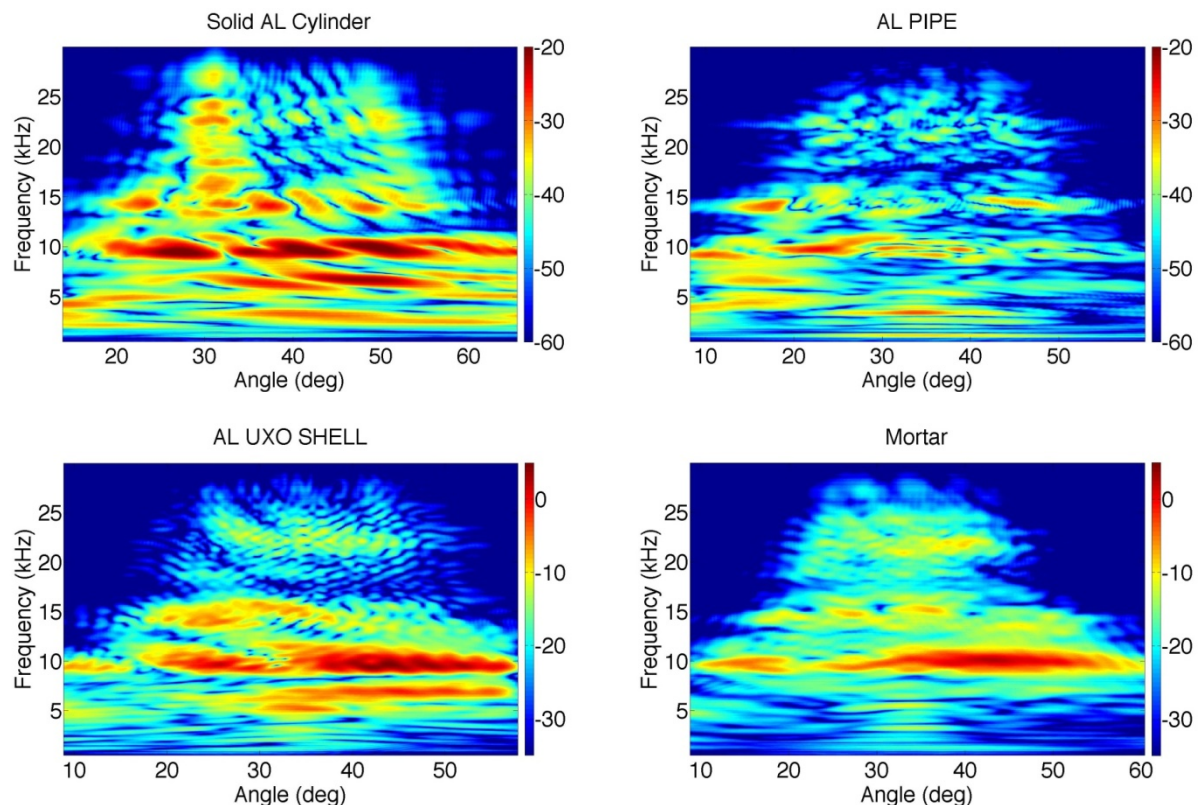 Solid AL Cylinder
Frequency (kHz)
25
20
15
10
5
20 30 40 50 60
Angle (deg)
-20
-30
-40
-50
-60
AL PIPE
Frequency (kHz)
25
20
15
10
5
10 20 30 40 50
Angle (deg)
-20
-30
-40
-50
-60
AL UXO SHELL
Frequency (kHz)
25
20
15
10
5
10 20 30 40 50
Angle (deg)
0
-10
-20
-30
Mortar
Frequency (kHz)
25
20
15
10
5
10 20 30 40 50 60
Angle (deg)
0
-10
-20
-30